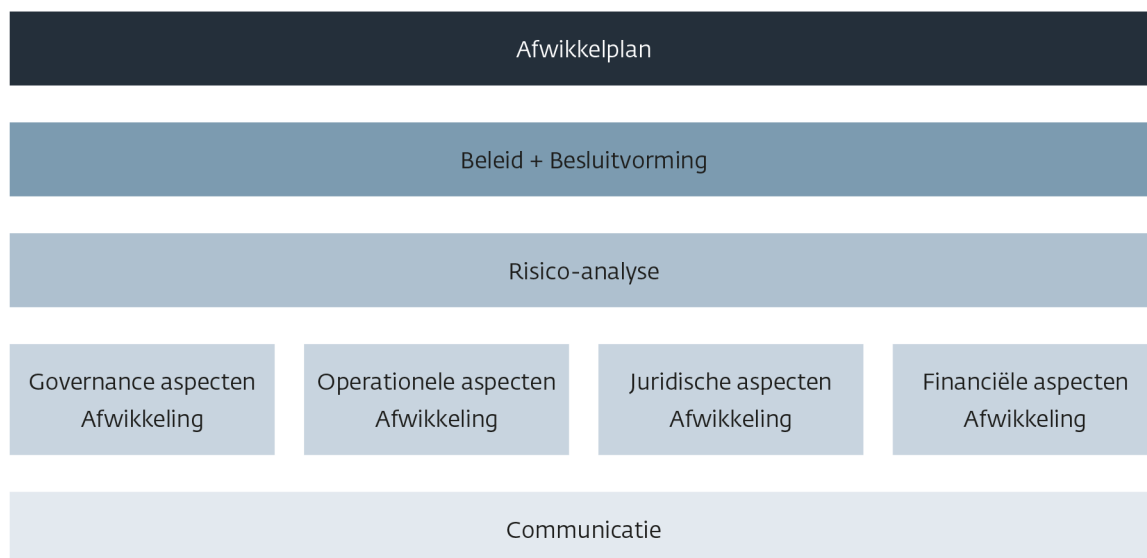 Afwikkelplan
Beleid + Besluitvorming
Risico-analyse
Governance aspecten
Afwikkeling
Operationele aspecten
Afwikkeling
Juridische aspecten
Afwikkeling
Financiële aspecten
Afwikkeling
Communicatie